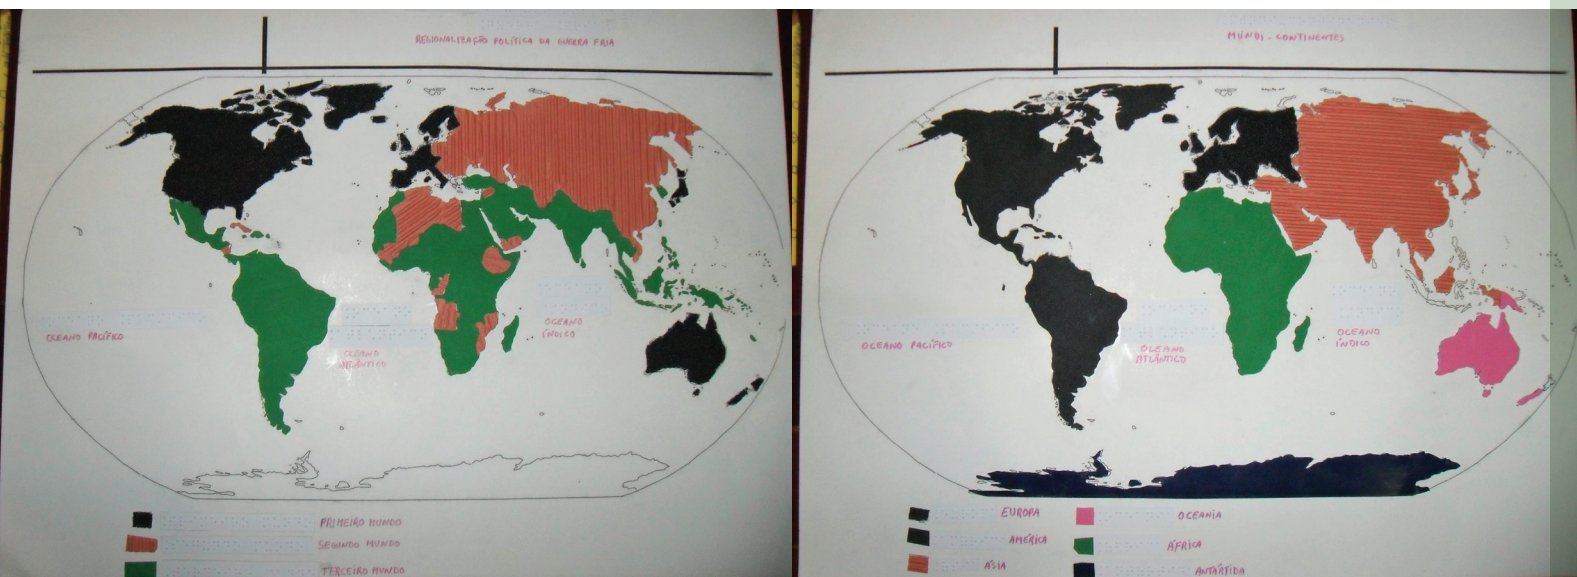 REGIONALIZAÇÃO POLÍTICA DA GUERRA FRIA
OCEANO PACÍFICO
OCEANO
ATLÂNTICO
OCEANO
ÍNDICO
PRIMEIRO MUNDO
SEGUNDO MUNDO
TERCEIRO MUNDO
MÚNDI - CONTINENTES
OCEANO PACÍFICO
OCEANO
ATLÂNTICO
OCEANO
ÍNDICO
EUROPA
AMÉRICA
ÁSIA
OCEANIA
ÁFRICA
ANTÁRTIDA